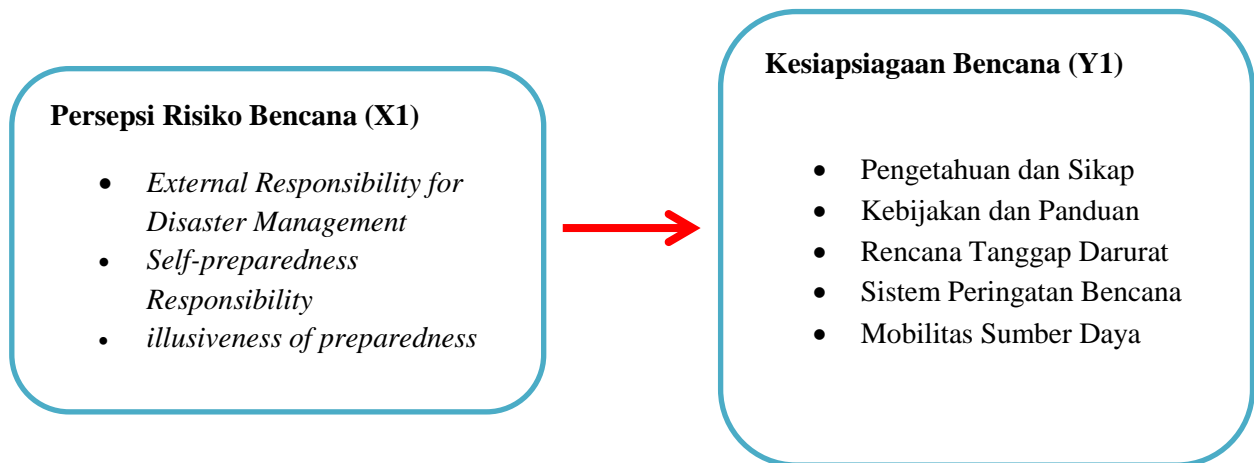 Persepsi Risiko Bencana (X1)
• External Responsibility for
Disaster Management
• Self-preparedness
Responsibility
• illusiveness of preparedness
Kesiapsiagaan Bencana (Y1)
• Pengetahuan dan Sikap
• Kebijakan dan Panduan
• Rencana Tanggap Darurat
• Sistem Peringatan Bencana
• Mobilitas Sumber Daya